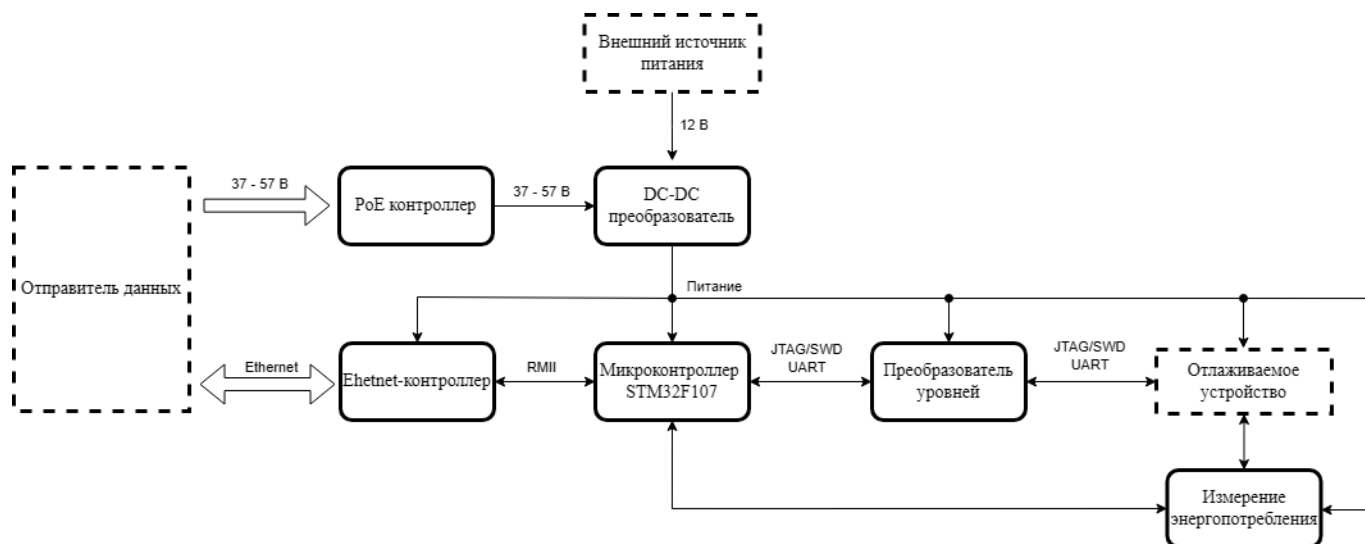 Внешний источник
питания
12 В
37 - 57 В
PoE контроллер
37 - 57 В
DC-DC
преобразователь
Отправитель данных
Питание
Ethernet
Ehetnet-контроллер
RMII
Микроконтроллер
STM32F107
JTAG/SWD
UART
Преобразователь
уровней
JTAG/SWD
UART
Отлаживаемое
устройство
Измерение
энергопотребления